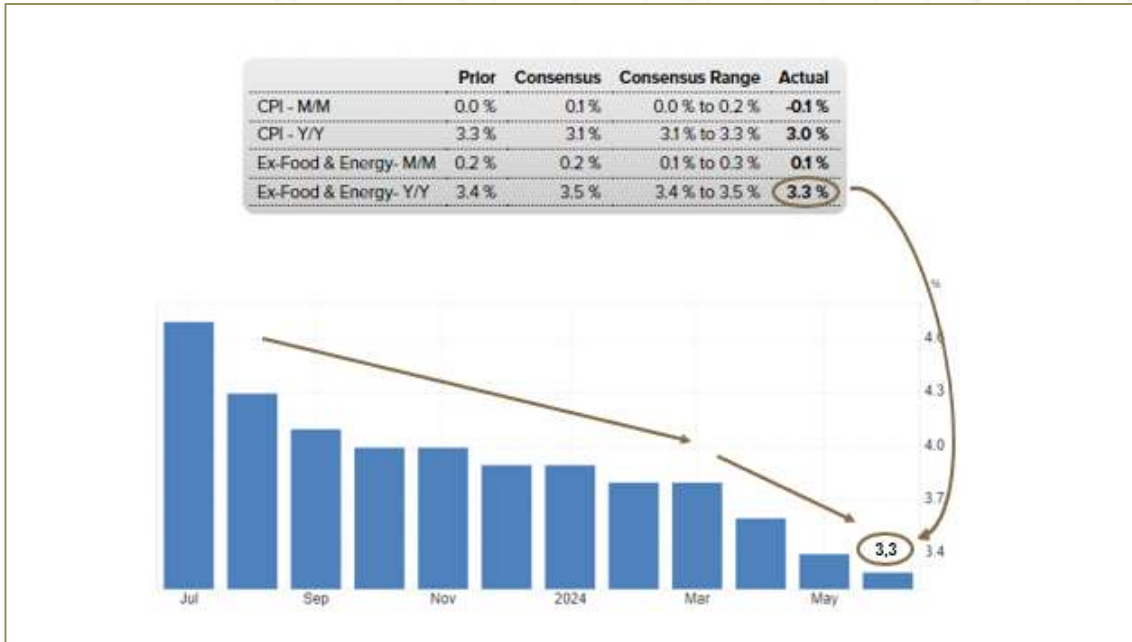 Prior Consensus Consensus Range Actual
CPI - M/M 0.0 % 0.1 % 0.0 % to 0.2 % -0.1 %
CPI - Y/Y 3.3 % 3.1 % 3.1 % to 3.3 % 3.0 %
Ex-Food & Energy- M/M 0.2 % 0.2 % 0.1 % to 0.3 % 0.1 %
Ex-Food & Energy- Y/Y 3.4 % 3.5 % 3.4 % to 3.5 % 3.3 %
%
4.6
4.3
4.0
3.7
3,3 3.4
Jul Sep Nov 2024 Mar May